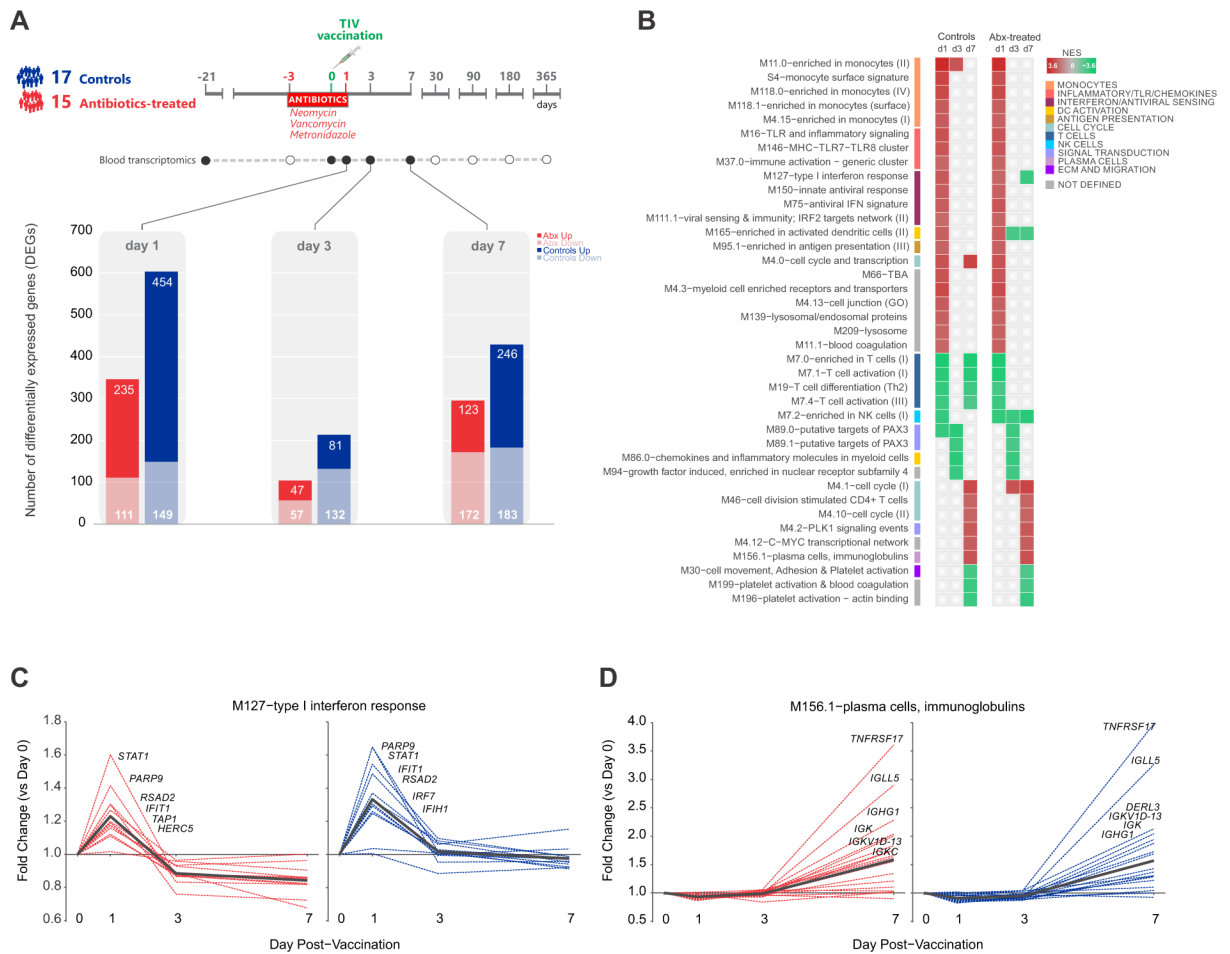 A
TIV
vaccination
17 Controls
15 Antibiotics-treated
-21
-3
0
1
3
7
30
90
180
365
days
ANTIBIOTICS
Neomycin
Vancomycin
Metronidazole
Blood transcriptomics
Number of differentially expressed genes (DEGs)
700
600
500
400
300
200
100
0
day 1
day 3
day 7
Abx Up
Abx Down
Controls Up
Controls Down
235
111
454
149
47
57
81
132
123
172
246
183
B
Controls
Abx-treated
d1 d3 d7
d1 d3 d7
NES
3.6 0 −3.6
M11.0−enriched in monocytes (II)
S4−monocyte surface signature
M118.0−enriched in monocytes (IV)
M118.1−enriched in monocytes (surface)
M4.15−enriched in monocytes (I)
M16−TLR and inflammatory signaling
M146−MHC−TLR7−TLR8 cluster
M37.0−immune activation − generic cluster
M127−type I interferon response
M150−innate antiviral response
M75−antiviral IFN signature
M111.1−viral sensing & immunity; IRF2 targets network (II)
M165−enriched in activated dendritic cells (II)
M95.1−enriched in antigen presentation (III)
M4.0−cell cycle and transcription
M66−TBA
M4.3−myeloid cell enriched receptors and transporters
M4.13−cell junction (GO)
M139−lysosomal/endosomal proteins
M209−lysosome
M11.1−blood coagulation
M7.0−enriched in T cells (I)
M7.1−T cell activation (I)
M19−T cell differentiation (Th2)
M7.4−T cell activation (III)
M7.2−enriched in NK cells (I)
M89.0−putative targets of PAX3
M89.1−putative targets of PAX3
M86.0−chemokines and inflammatory molecules in myeloid cells
M94−growth factor induced, enriched in nuclear receptor subfamily 4
M4.1−cell cycle (I)
M46−cell division stimulated CD4+ T cells
M4.10−cell cycle (II)
M4.2−PLK1 signaling events
M4.12−C−MYC transcriptional network
M156.1−plasma cells, immunoglobulins
M30−cell movement, Adhesion & Platelet activation
M199−platelet activation & blood coagulation
M196−platelet activation − actin binding
MONOCYTES
INFLAMMATORY/TLR/CHEMOKINES
INTERFERON/ANTIVIRAL SENSING
DC ACTIVATION
ANTIGEN PRESENTATION
CELL CYCLE
T CELLS
NK CELLS
SIGNAL TRANSDUCTION
PLASMA CELLS
ECM AND MIGRATION
NOT DEFINED
C
M127−type I interferon response
Fold Change (vs Day 0)
1.8
1.6
1.4
1.2
1.0
0.8
0.6
STAT1
PARP9
RSAD2
IFIT1
TAP1
HERC5
PARP9
STAT1
IFIT1
RSAD2
IRF7
IFIH1
0 1 3 7
0 1 3 7
Day Post−Vaccination
D
M156.1−plasma cells, immunoglobulins
Fold Change (vs Day 0)
4.0
3.5
3.0
2.5
2.0
1.5
1.0
0.5
TNFRSF17
IGLL5
IGHG1
IGK
IGKV1D-13
IGKC
TNFRSF17
IGLL5
DERL3
IGKV1D-13
IGK
IGHG1
0 1 3 7
0 1 3 7
Day Post−Vaccination